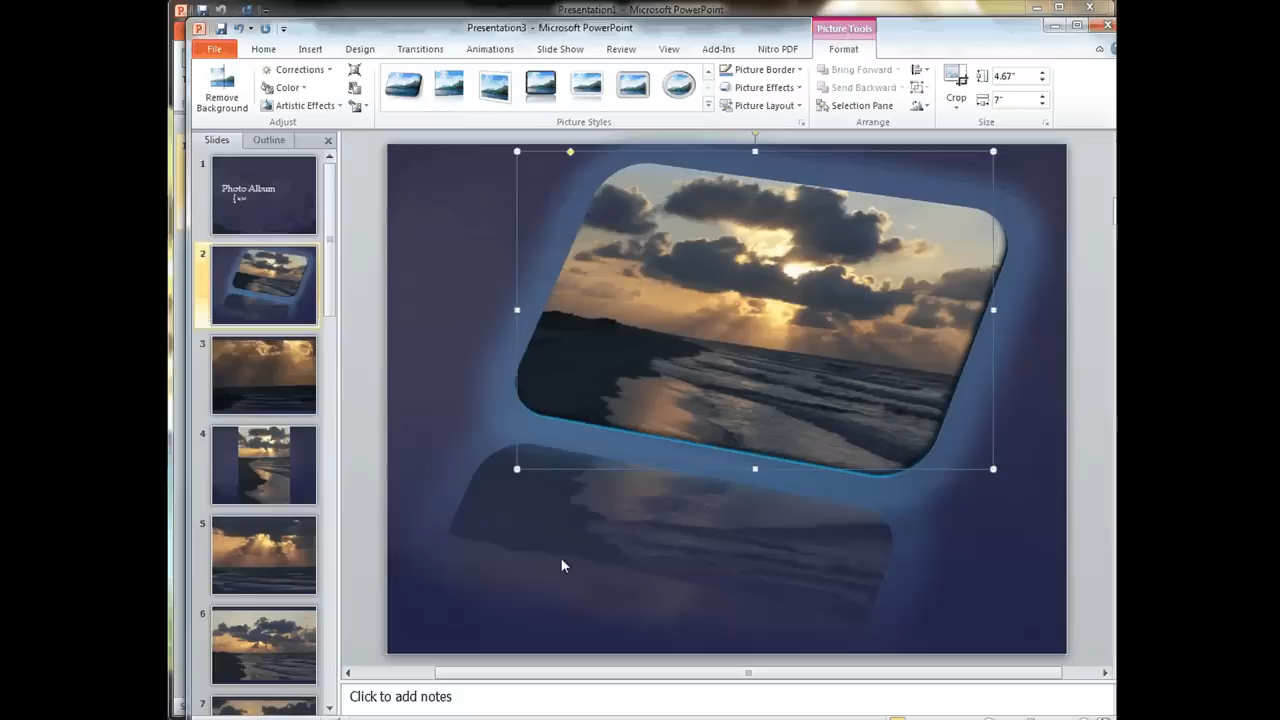 Presentation1 - Microsoft PowerPoint
Presentation3 - Microsoft PowerPoint
Picture Tools
File Home Insert Design Transitions Animations Slide Show Review View Add-Ins Nitro PDF Format
Remove Background
Corrections
Color
Artistic Effects
Adjust
Picture Styles
Picture Border
Picture Effects
Picture Layout
Bring Forward
Send Backward
Selection Pane
Arrange
Crop
4.67"
7"
Size
Slides Outline
1
Photo Album
2
3
4
5
6
7
Click to add notes